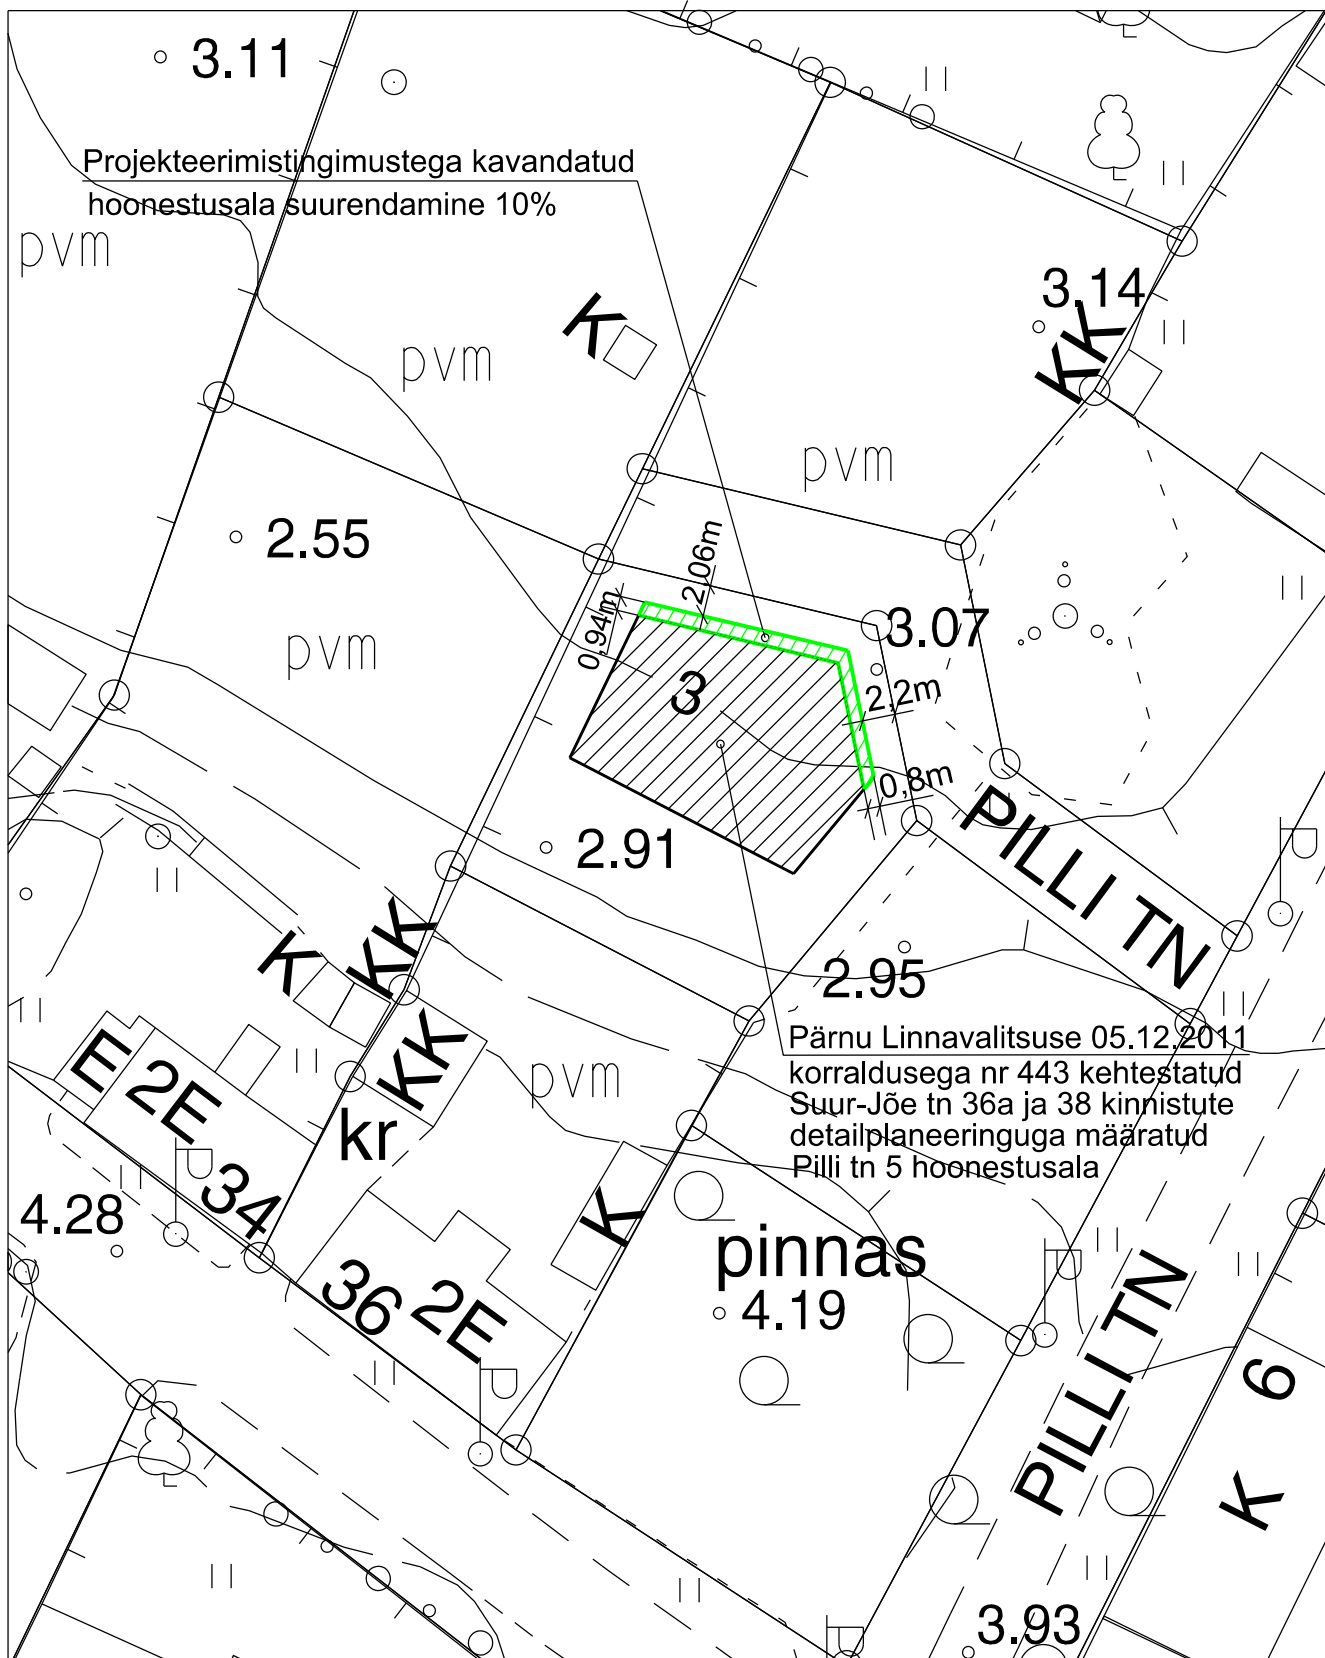 3.11
Projekteerimistingimustega kavandatud
hoonestusala suurendamine 10%
pvm
3.14
K
KK
pvm
pvm
2.55
2.06m
0,94m
3.07
pvm
3
2,2m
0,8m
PILLI TN
2.91
K
KK
2.95
Pärnu Linnavalitsuse 05.12.2011
korraldusega nr 443 kehtestatud
Suur-Jõe tn 36a ja 38 kinnistute
detailplaneeringuga määratud
Pilli tn 5 hoonestusala
KK
pvm
E
2E
kr
34
4.28
K
pinnas
4.19
36
2E
PILLI TN
6
K
3.93